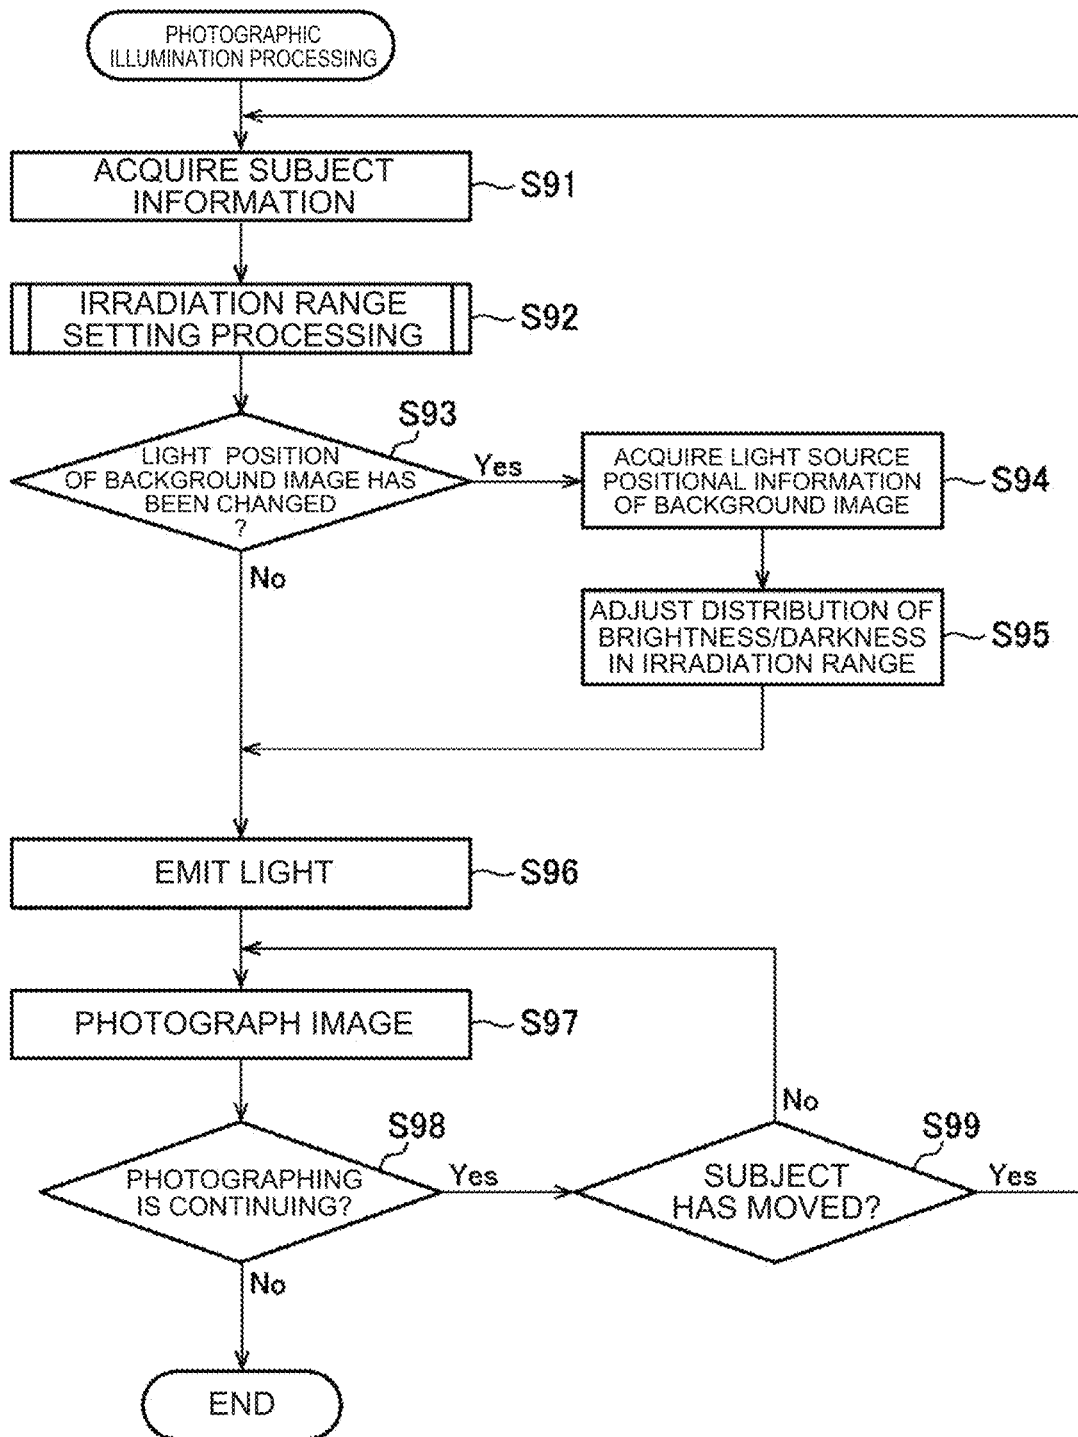 PHOTOGRAPHIC
ILLUMINATION PROCESSING
ACQUIRE SUBJECT
INFORMATION
S91
IRRADIATION RANGE
SETTING PROCESSING
S92
S93
LIGHT POSITION
OF BACKGROUND IMAGE HAS
BEEN CHANGED
?
Yes
No
ACQUIRE LIGHT SOURCE
POSITIONAL INFORMATION
OF BACKGROUND IMAGE
S94
ADJUST DISTRIBUTION OF
BRIGHTNESS/DARKNESS
IN IRRADIATION RANGE
S95
EMIT LIGHT
S96
PHOTOGRAPH IMAGE
S97
S98
PHOTOGRAPHING
IS CONTINUING?
Yes
No
S99
SUBJECT
HAS MOVED?
No
Yes
END